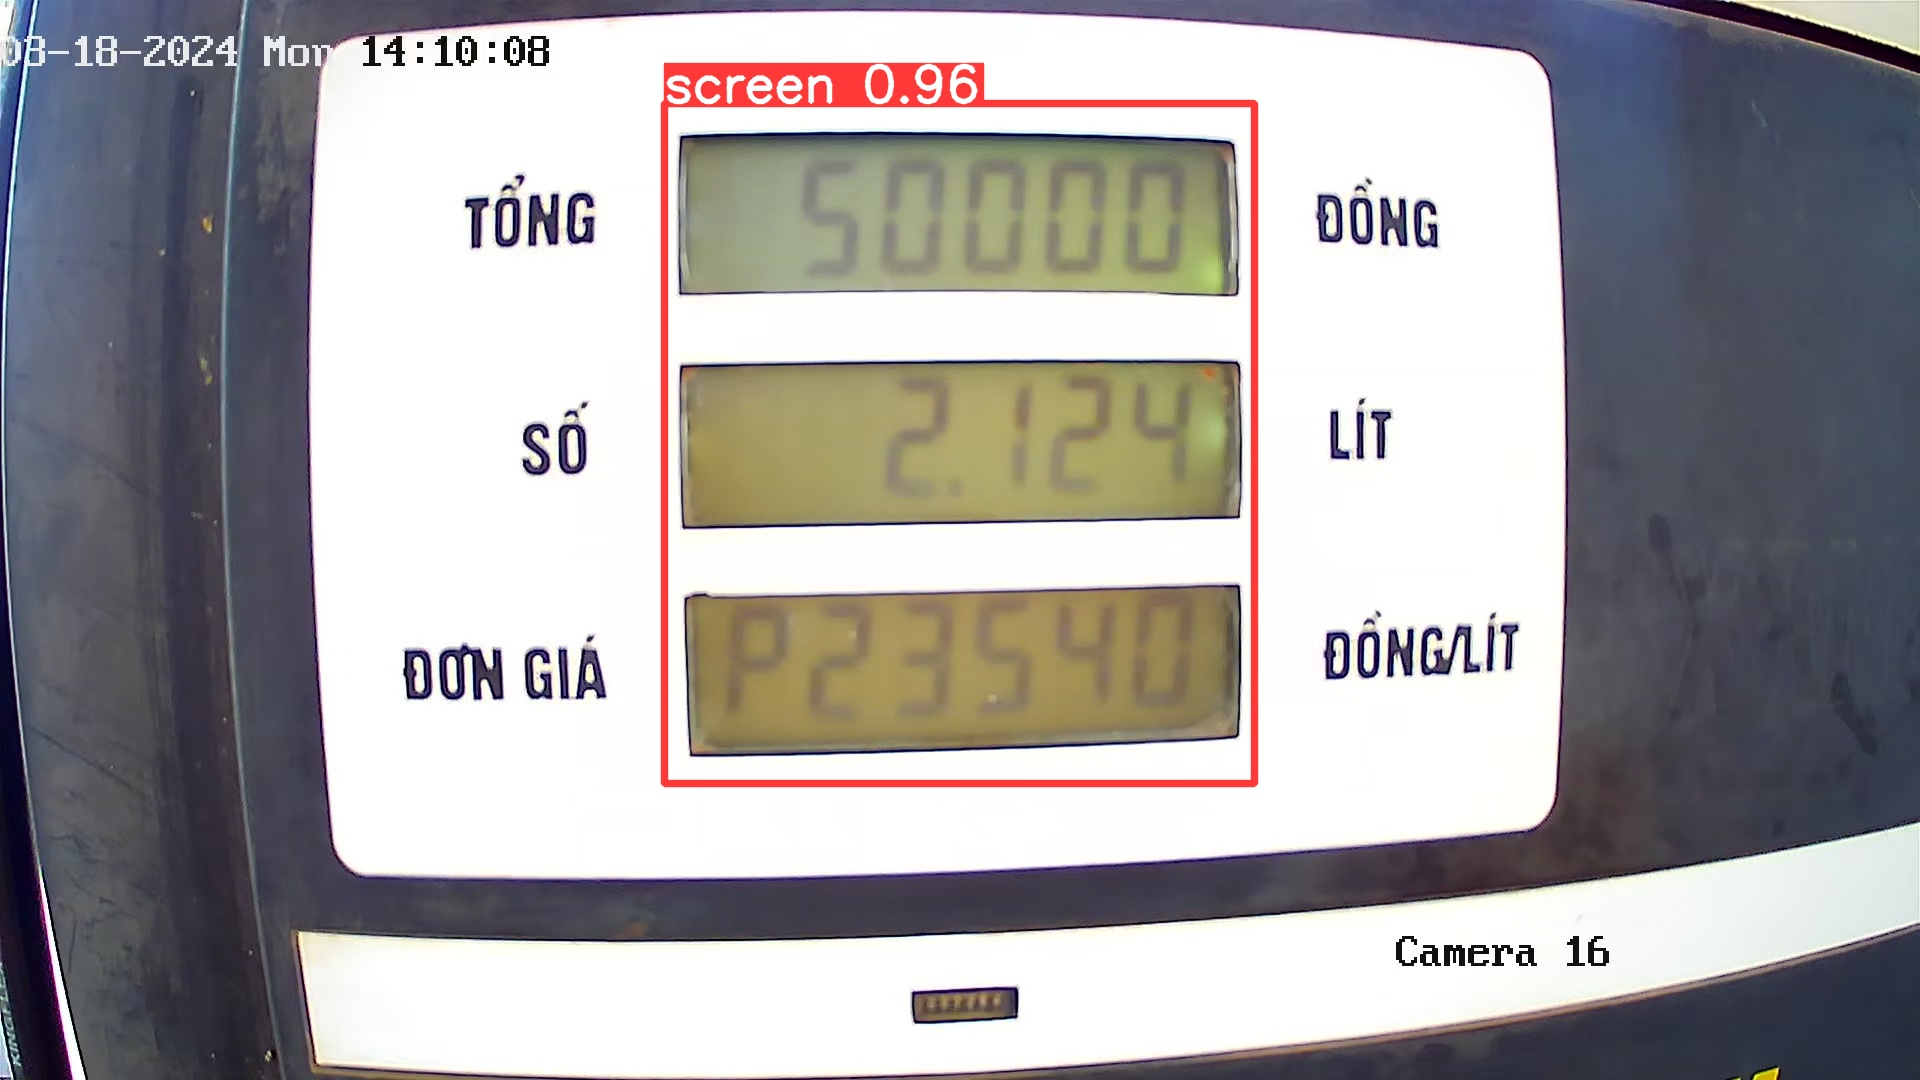 08-18-2024 Mon 14:10:08
screen 0.96
TỔNG 50000 ĐỒNG
SỐ 2.124 LÍT
ĐƠN GIÁ P23540 ĐỒNG/LÍT
Camera 16